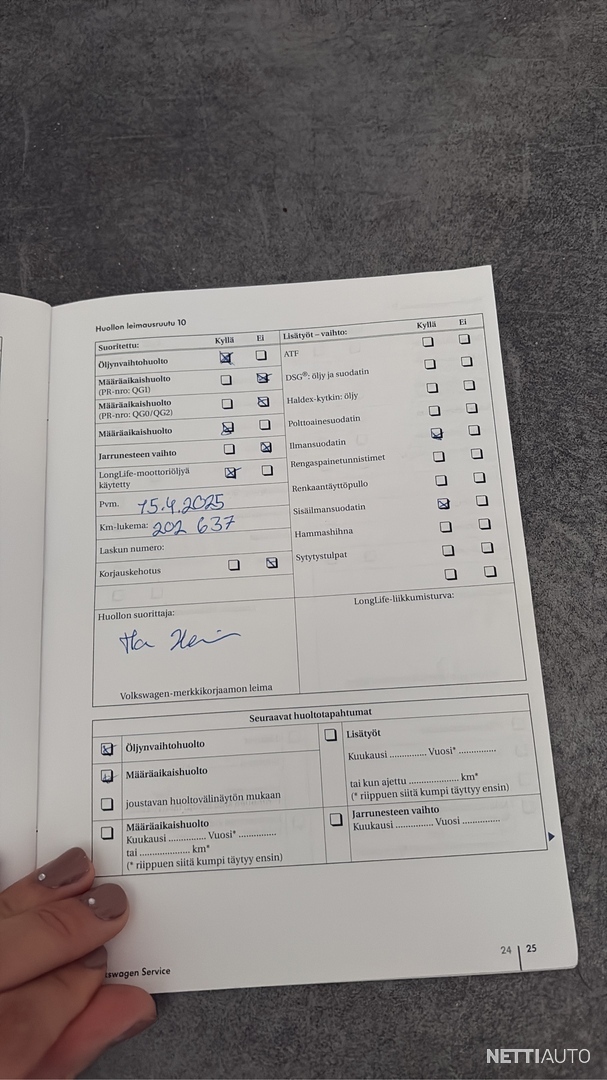 Huollon leimausruutu 10
Suoritettu: Kyllä Ei
Öljynvaihtohuolto
Määräaikaishuolto
(PR-nro: QG1)
Määräaikaishuolto
(PR-nro: QG0/QG2)
Määräaikaishuolto
Jarrunesteen vaihto
LongLife-moottoriöljyä
käytetty
Pvm. 15.4.2025
Km-lukema: 202 637
Laskun numero:
Korjauskehotus
Huollon suorittaja:
Volkswagen-merkkikorjaamon leima
Lisätyöt – vaihto: Kyllä Ei
ATF
DSG®: öljy ja suodatin
Haldex-kytkin: öljy
Polttoainesuodatin
Ilmansuodatin
Rengaspainetunnistimet
Renkaantäyttöpullo
Sisäilmansuodatin
Hammashihna
Sytytystulpat
LongLife-liikkumisturva:
Seuraavat huoltotapahtumat
Öljynvaihtohuolto
Määräaikaishuolto
joustavan huoltovälinäytön mukaan
Määräaikaishuolto
Kuukausi .............. Vuosi* ..............
tai .................... km*
(* riippuen siitä kumpi täytyy ensin)
Lisätyöt
Kuukausi .............. Vuosi* ..............
tai kun ajettu .................... km*
(* riippuen siitä kumpi täyttyy ensin)
Jarrunesteen vaihto
Kuukausi .............. Vuosi ..............
24 | 25
kswagen Service
NETTIAUTO